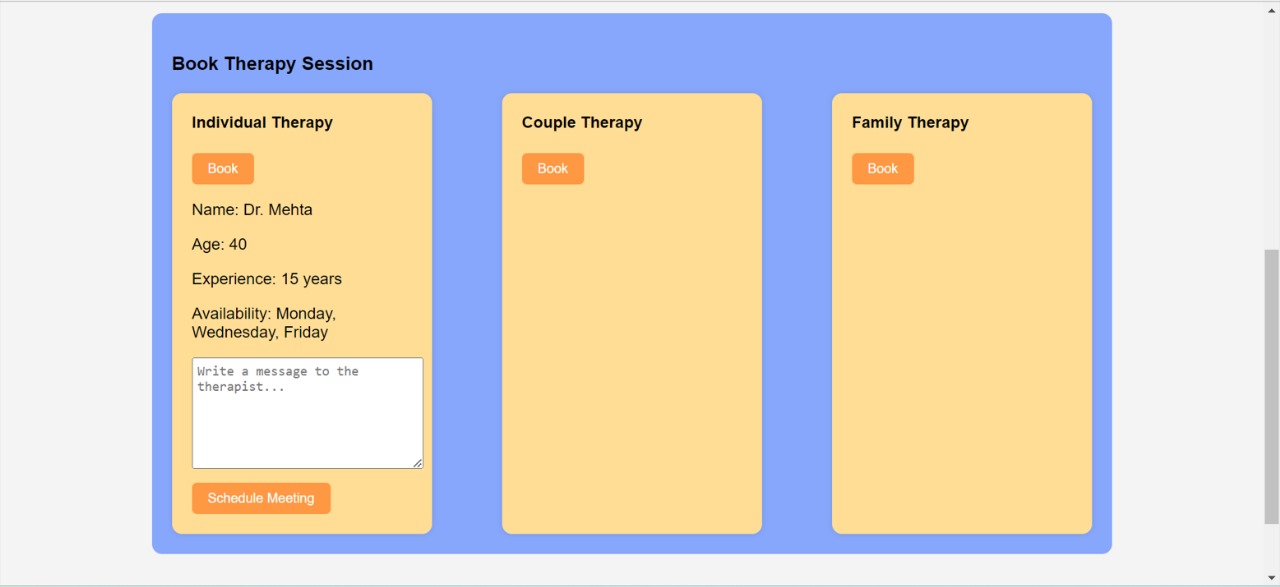 Book Therapy Session
Individual Therapy
Book
Name: Dr. Mehta
Age: 40
Experience: 15 years
Availability: Monday,
Wednesday, Friday
Write a message to the
therapist...
Schedule Meeting
Couple Therapy
Book
Family Therapy
Book